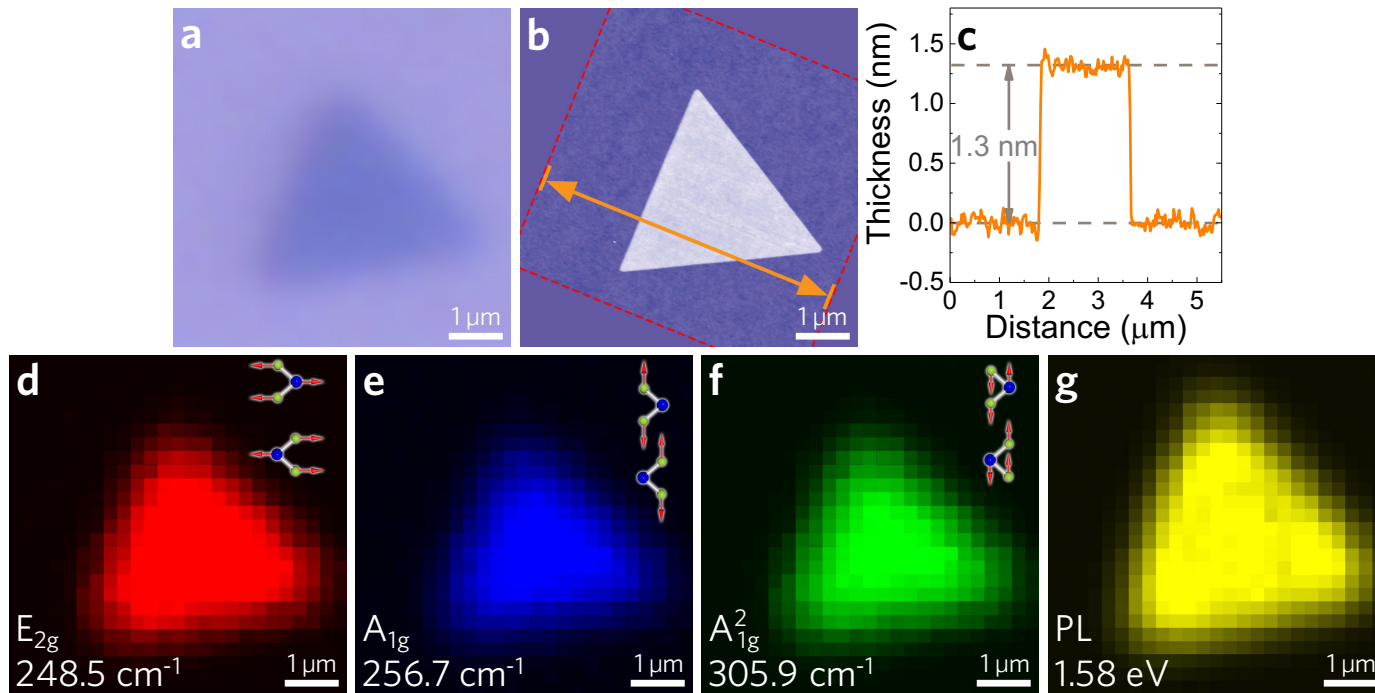 a
1 µm
b
1 µm
c
Thickness (nm)
1.5
1.0
0.5
0.0
-0.5
1.3 nm
0 1 2 3 4 5
Distance (µm)
d
E2g
248.5 cm⁻¹
1 µm
e
A1g
256.7 cm⁻¹
1 µm
f
A²1g
305.9 cm⁻¹
1 µm
g
PL
1.58 eV
1 µm